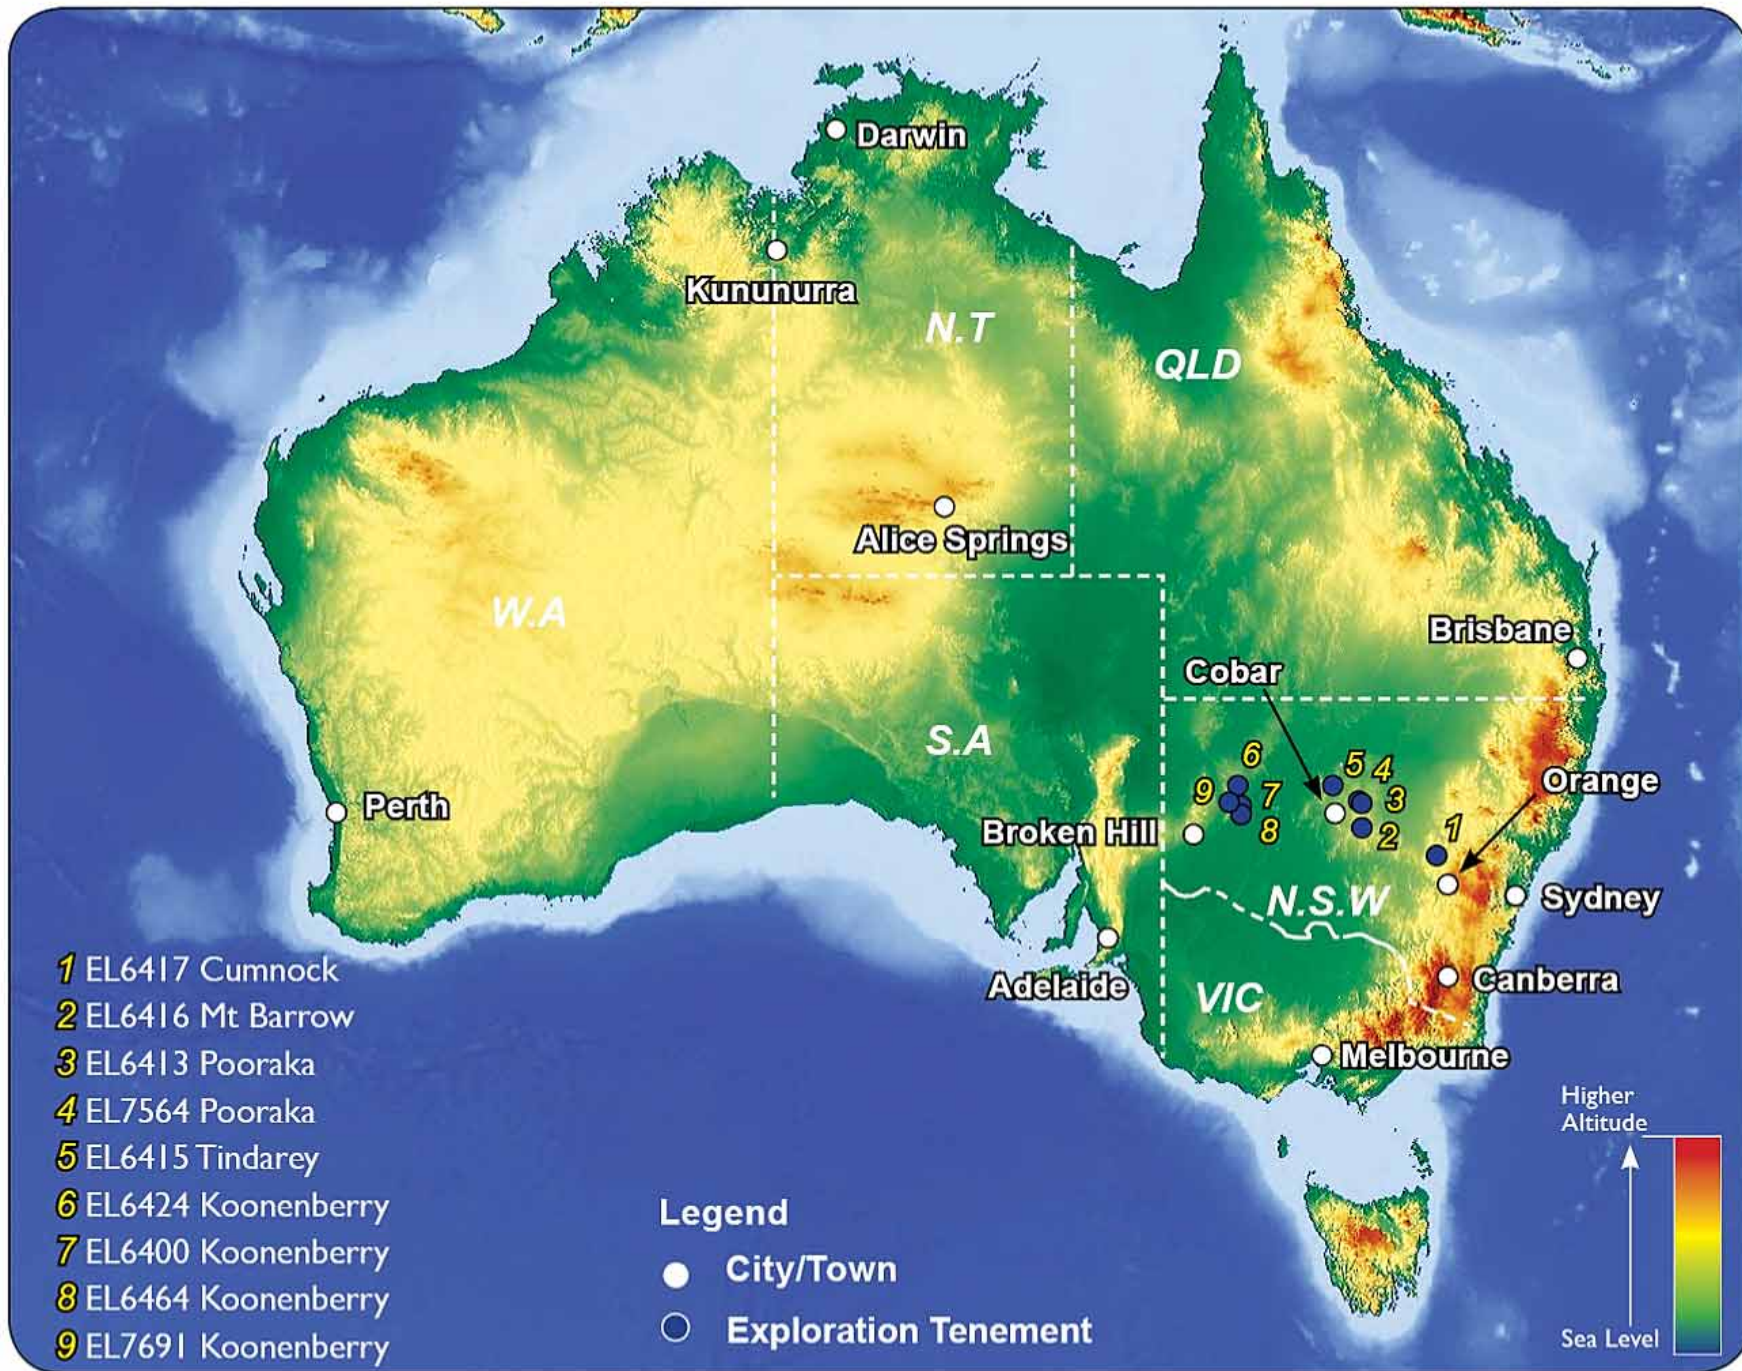 Darwin
Kununurra
N.T
QLD
Alice Springs
W.A
Brisbane
Cobar
S.A
6
5
4
Orange
9
7
3
Perth
Broken Hill
8
2
1
N.S.W
Sydney
1 EL6417 Cumnock
Adelaide
VIC
Canberra
2 EL6416 Mt Barrow
3 EL6413 Pooraka
Melbourne
4 EL7564 Pooraka
5 EL6415 Tindarey
6 EL6424 Koonenberry
7 EL6400 Koonenberry
8 EL6464 Koonenberry
9 EL7691 Koonenberry
Legend
City/Town
Exploration Tenement
Higher
Altitude
Sea Level